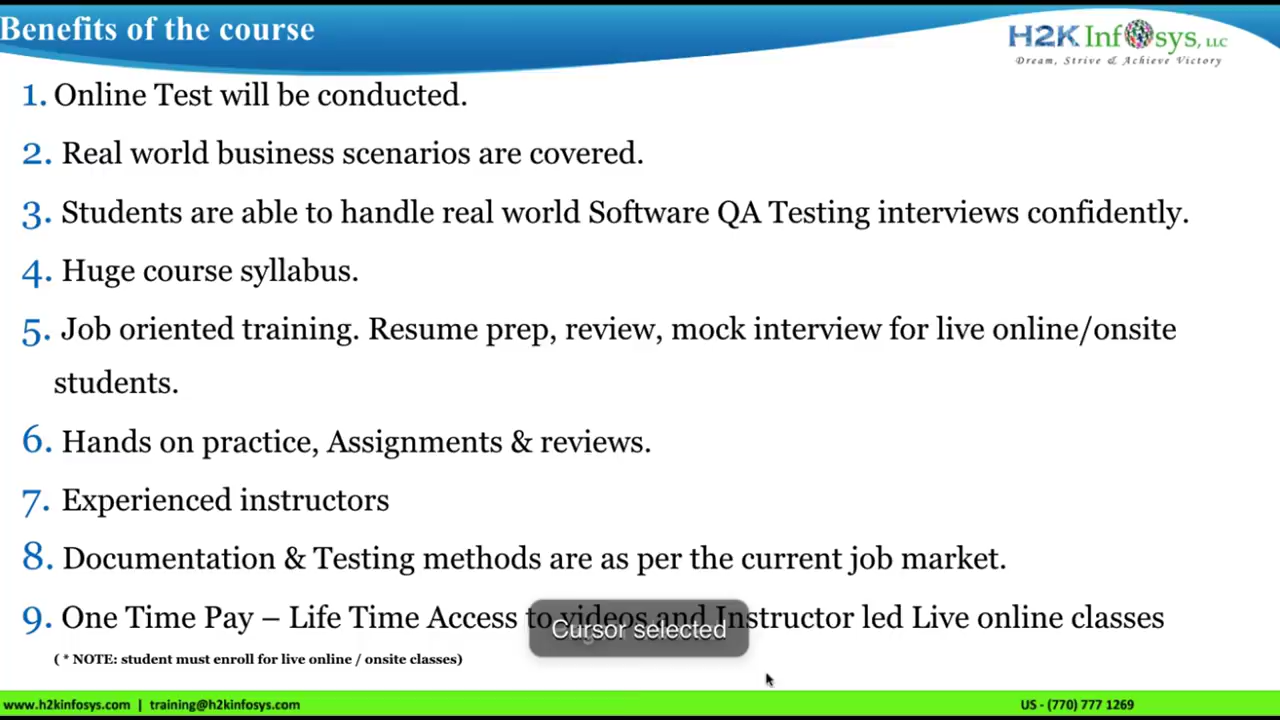 Benefits of the course
H2K Infosys, LLC
Dream, Strive & Achieve Victory
1. Online Test will be conducted.
2. Real world business scenarios are covered.
3. Students are able to handle real world Software QA Testing interviews confidently.
4. Huge course syllabus.
5. Job oriented training. Resume prep, review, mock interview for live online/onsite
students.
6. Hands on practice, Assignments & reviews.
7. Experienced instructors
8. Documentation & Testing methods are as per the current job market.
9. One Time Pay – Life Time Access to videos and Instructor led Live online classes
Cursor selected
( * NOTE: student must enroll for live online / onsite classes)
www.h2kinfosys.com | training@h2kinfosys.com US - (770) 777 1269